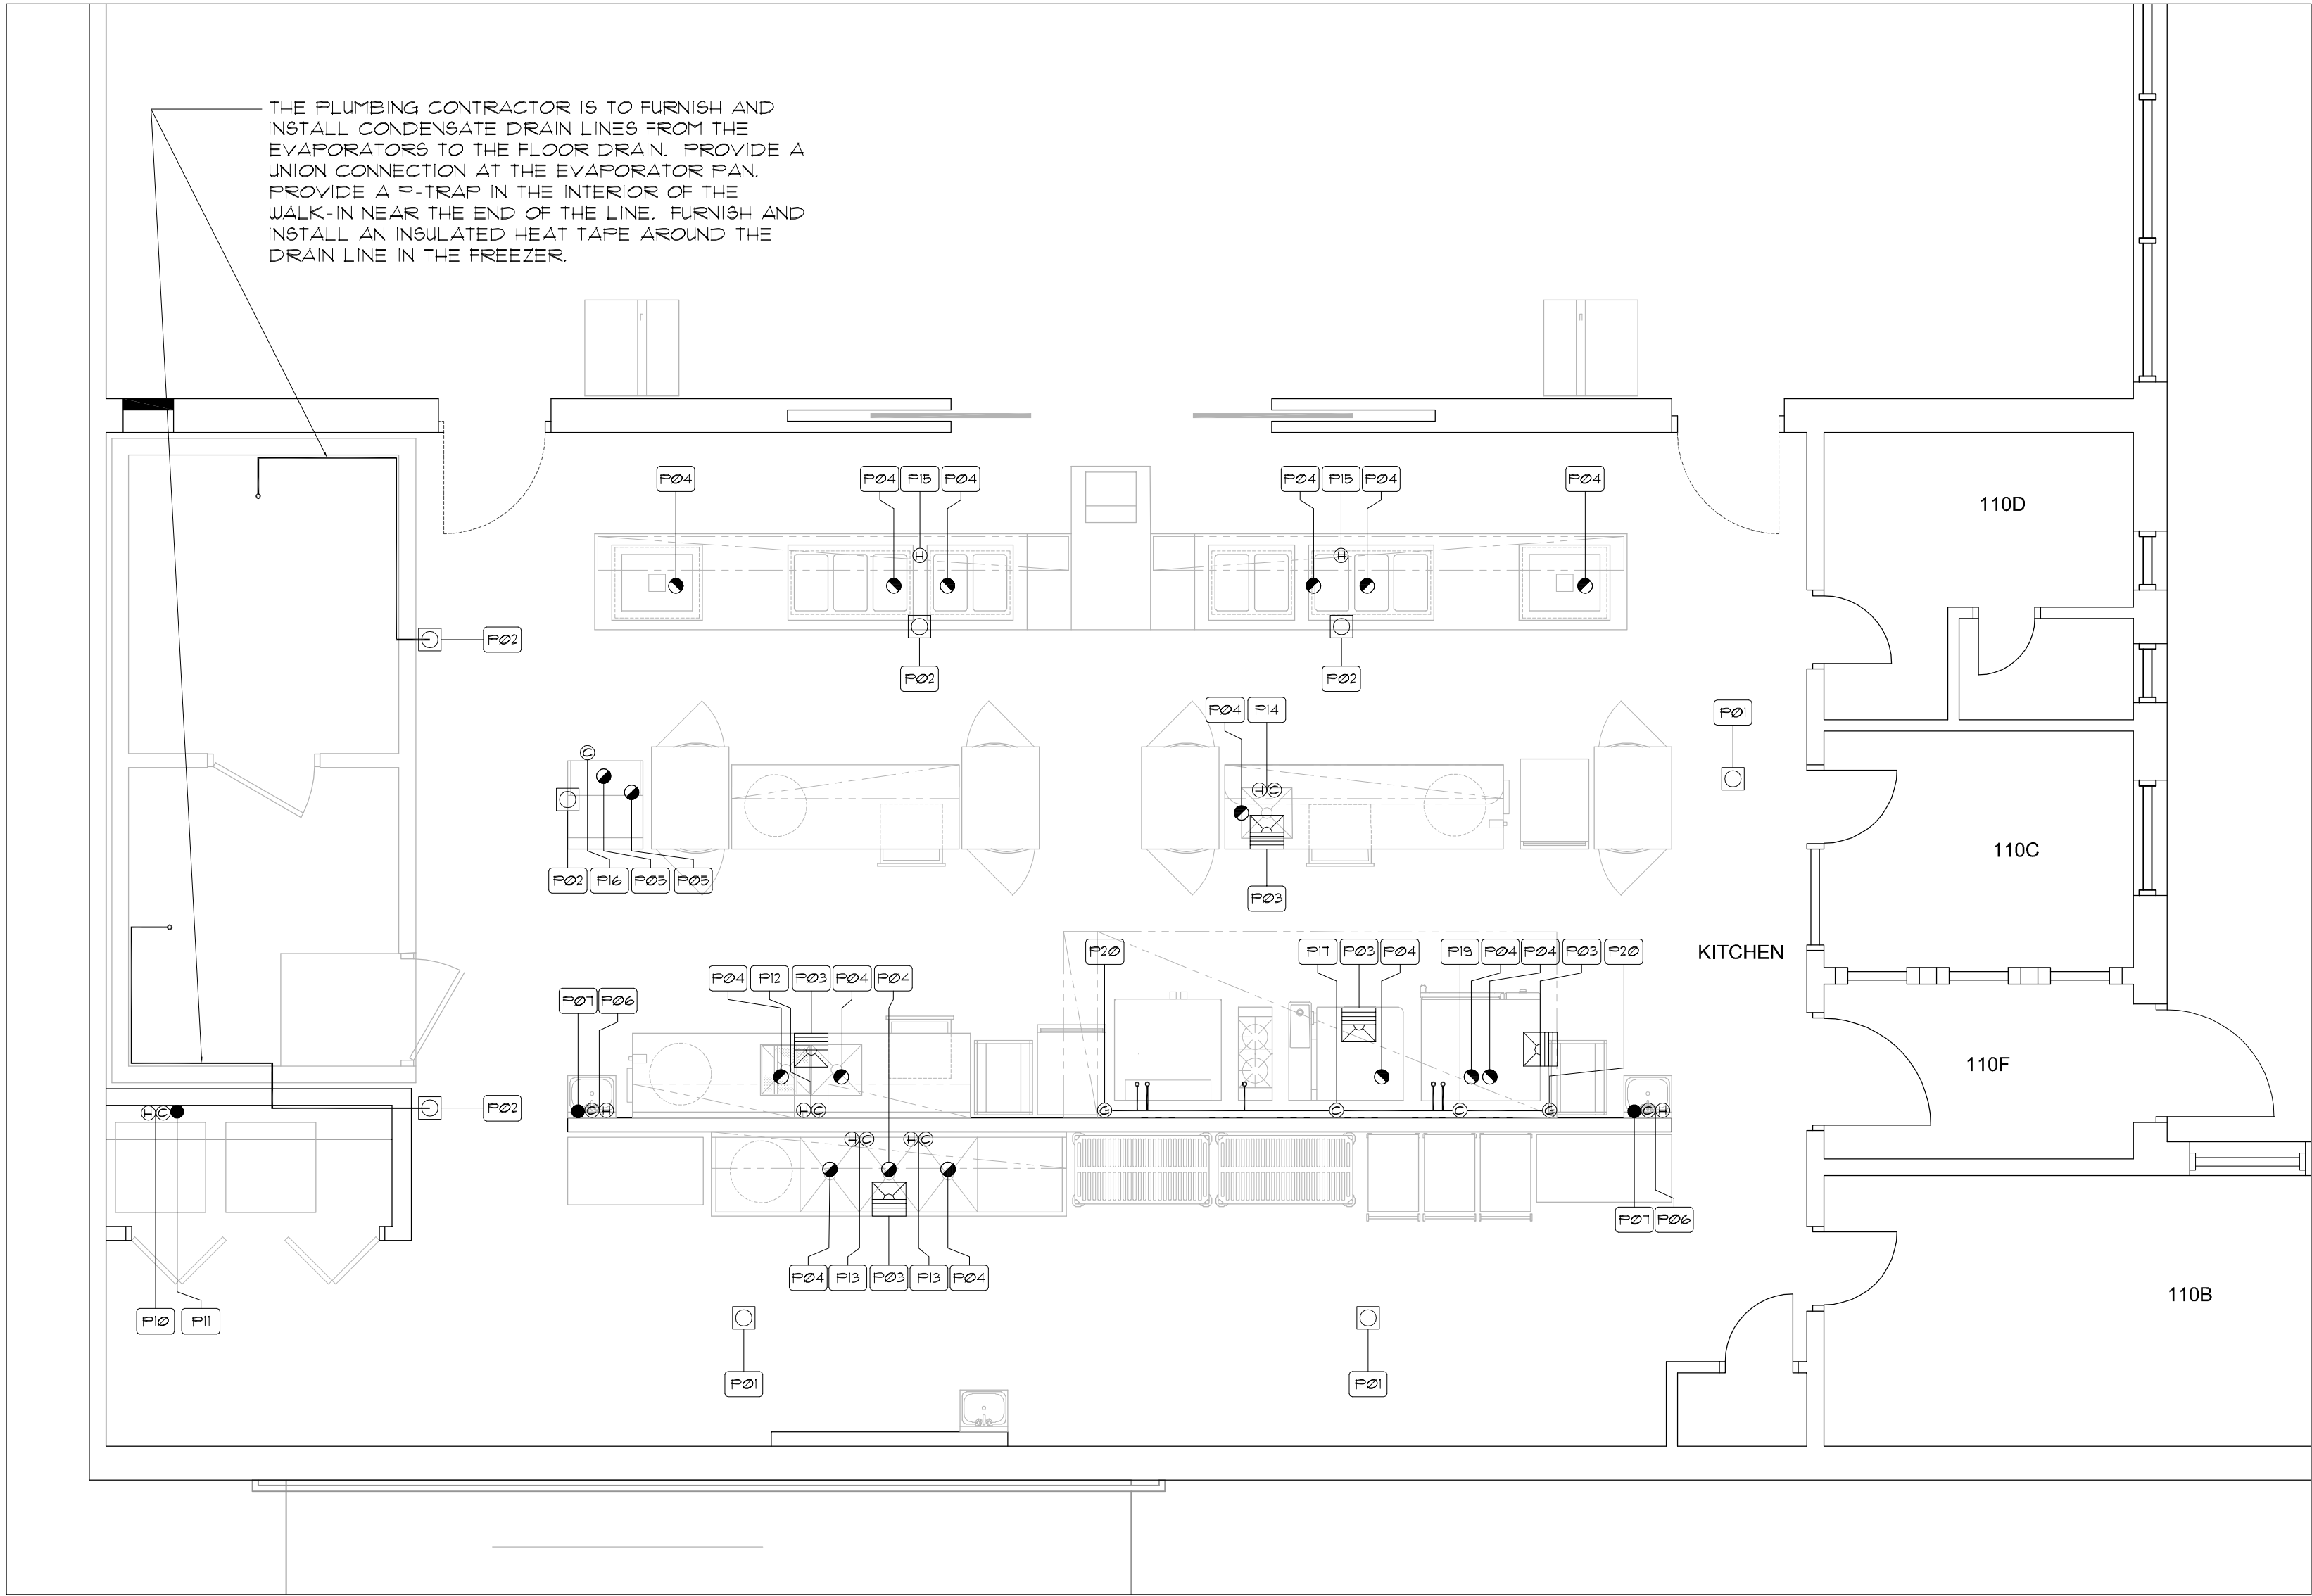 THE PLUMBING CONTRACTOR IS TO FURNISH AND
INSTALL CONDENSATE DRAIN LINES FROM THE
EVAPORATORS TO THE FLOOR DRAIN. PROVIDE A
UNION CONNECTION AT THE EVAPORATOR PAN.
PROVIDE A P-TRAP IN THE INTERIOR OF THE
WALK-IN NEAR THE END OF THE LINE. FURNISH AND
INSTALL AN INSULATED HEAT TAPE AROUND THE
DRAIN LINE IN THE FREEZER.
P04 P04 P15 P04 P04 P15 P04 P04
110D
H H
P02
P02 P02
P04 P14
P01
C
H C
110C
P02 P16 P05 P05
P03
P20 P17 P03 P04 P19 P04 P04 P03 P20
KITCHEN
P04 P12 P03 P04 P04
P07 P06
110F
P02
H C
C H
H C
G C C G
C H
H C H C
P07 P06
P04 P13 P03 P13 P04
P10 P11
110B
P01 P01